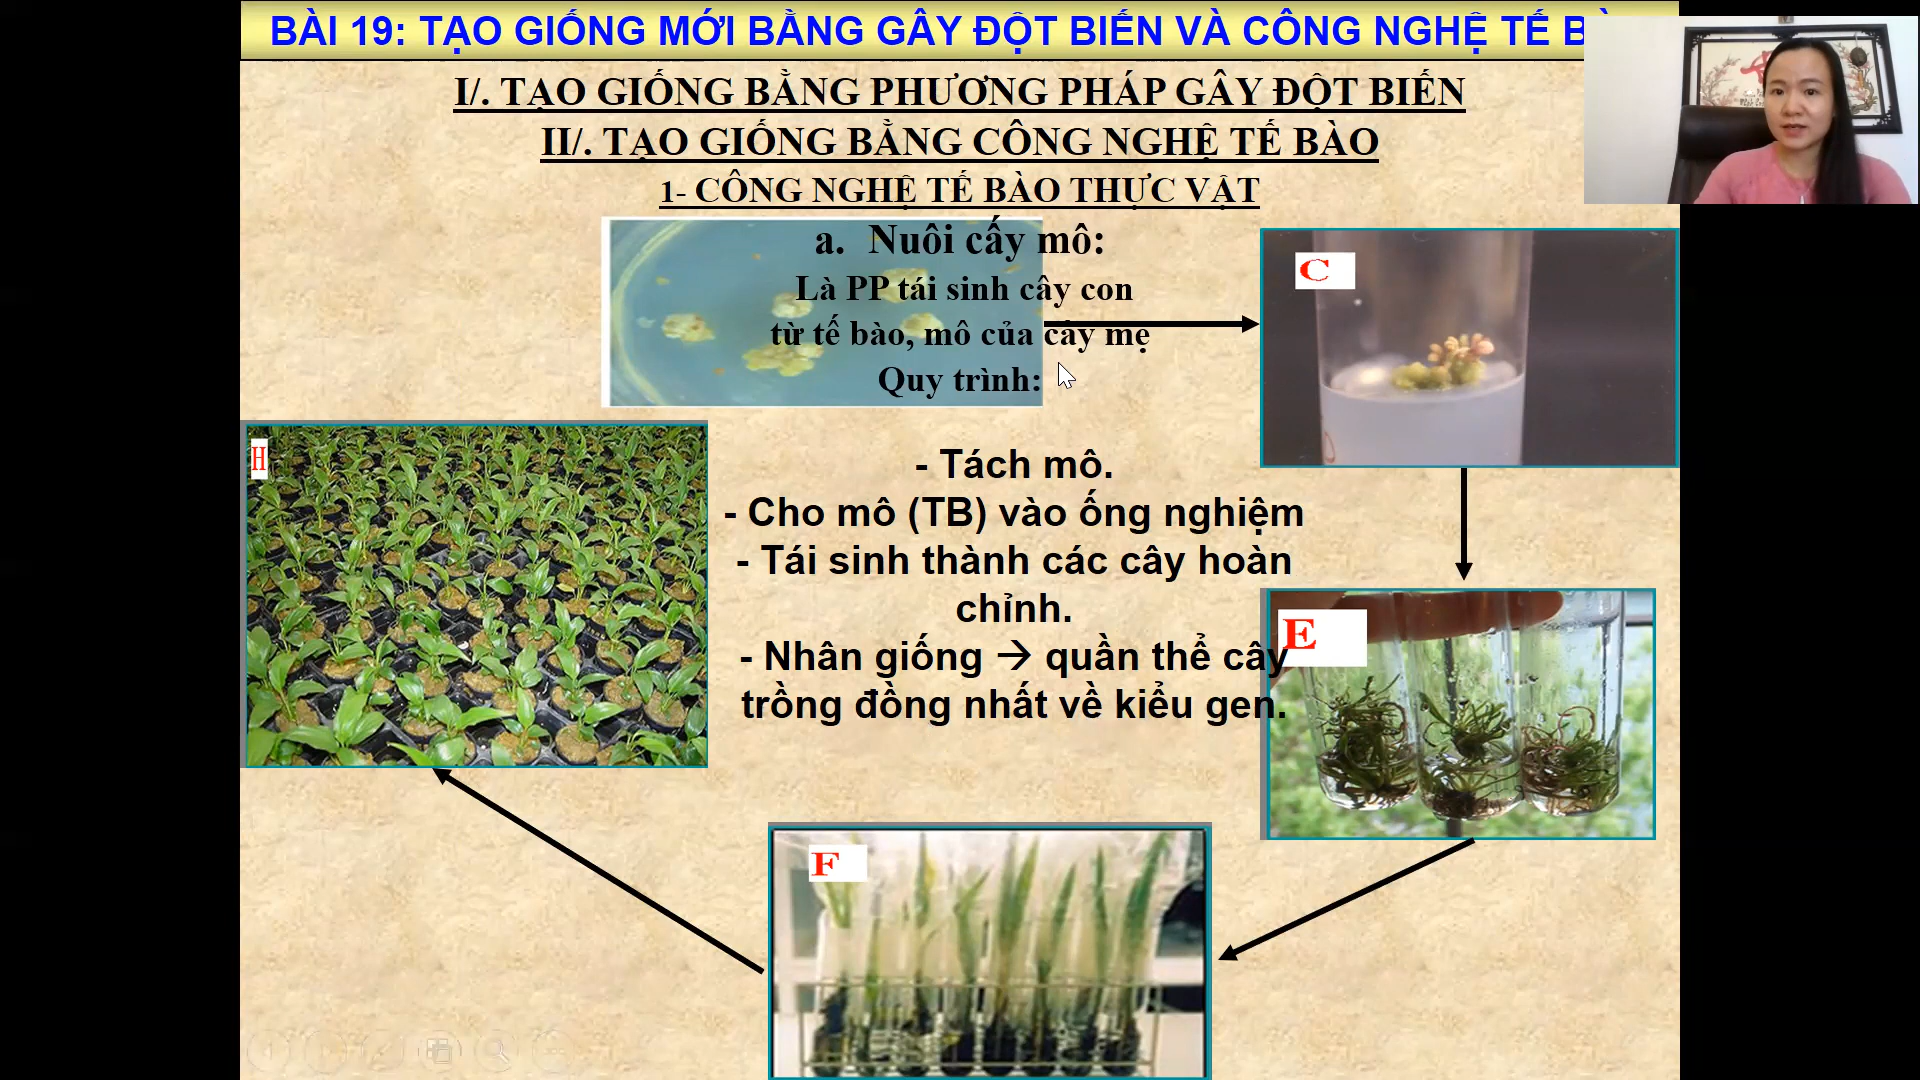 BÀI 19: TẠO GIỐNG MỚI BẰNG GÂY ĐỘT BIẾN VÀ CÔNG NGHỆ TẾ
I/. TẠO GIỐNG BẰNG PHƯƠNG PHÁP GÂY ĐỘT BIẾN
II/. TẠO GIỐNG BẰNG CÔNG NGHỆ TẾ BÀO
1- CÔNG NGHỆ TẾ BÀO THỰC VẬT
a. Nuôi cấy mô:
Là PP tái sinh cây con
từ tế bào, mô của cây mẹ
Quy trình:
C
H
- Tách mô.
- Cho mô (TB) vào ống nghiệm
- Tái sinh thành các cây hoàn
chỉnh.
- Nhân giống → quần thể cây
trồng đồng nhất về kiểu gen.
E
F